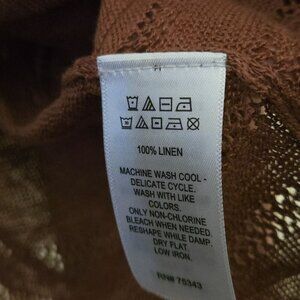 100% LINEN
MACHINE WASH COOL -
DELICATE CYCLE.
WASH WITH LIKE
COLORS.
ONLY NON-CHLORINE
BLEACH WHEN NEEDED.
RESHAPE WHILE DAMP.
DRY FLAT.
LOW IRON.
RN# 75343